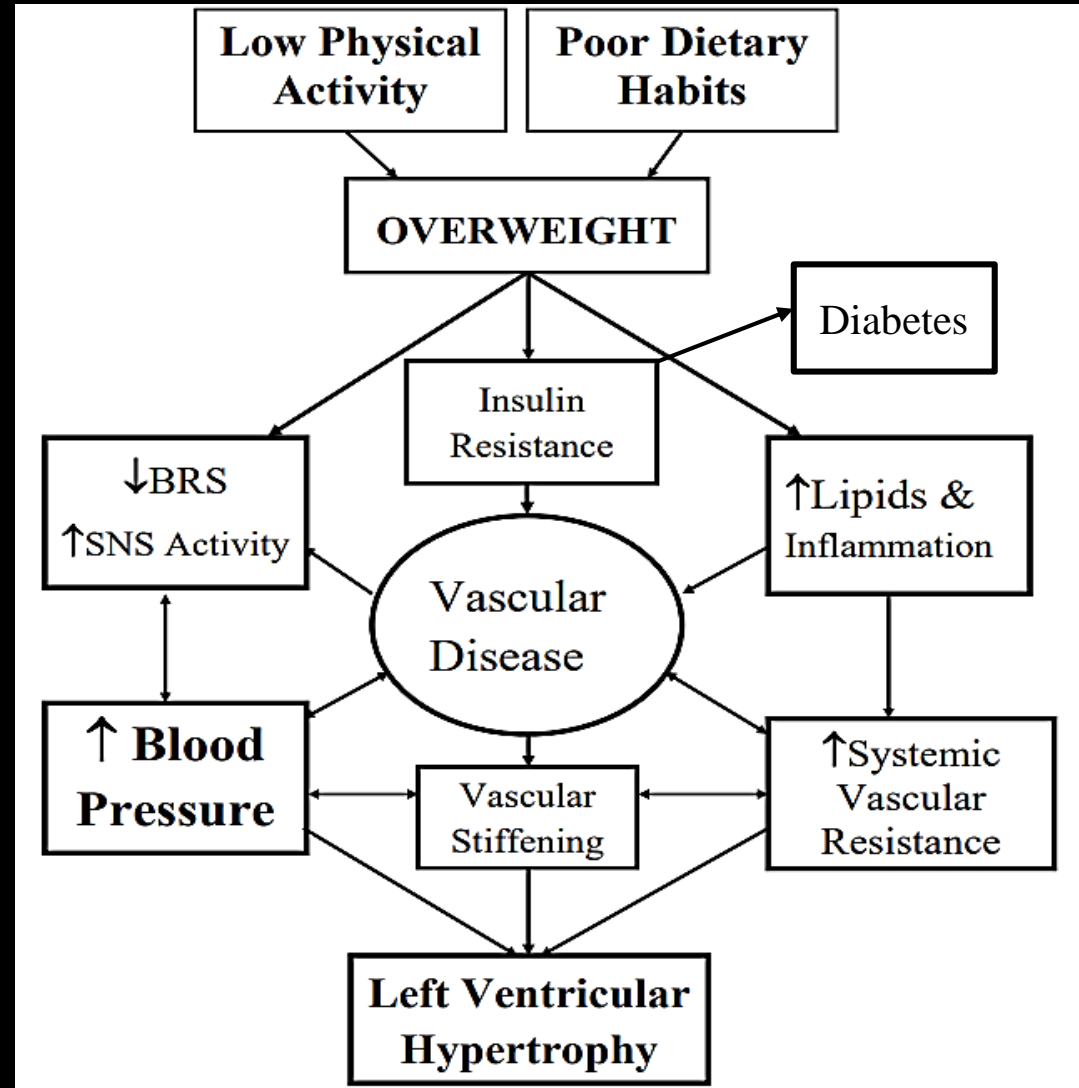 Low Physical
Activity
Poor Dietary
Habits
OVERWEIGHT
Diabetes
Insulin
Resistance
↓BRS
↑SNS Activity
↑Lipids &
Inflammation
Vascular
Disease
↑ Blood
Pressure
Vascular
Stiffening
↑Systemic
Vascular
Resistance
Left Ventricular
Hypertrophy